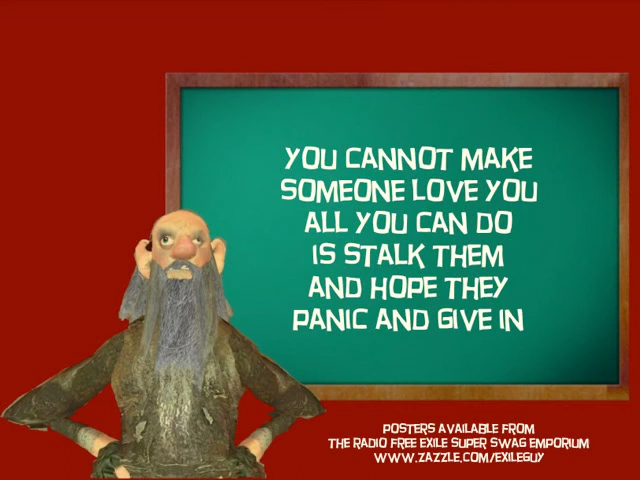 YOU CANNOT MAKE
SOMEONE LOVE YOU
ALL YOU CAN DO
IS STALK THEM
AND HOPE THEY
PANIC AND GIVE IN
POSTERS AVAILABLE FROM
THE RADIO FREE EXILE SUPER SWAG EMPORIUM
WWW.ZAZZLE.COM/EXILEGUY